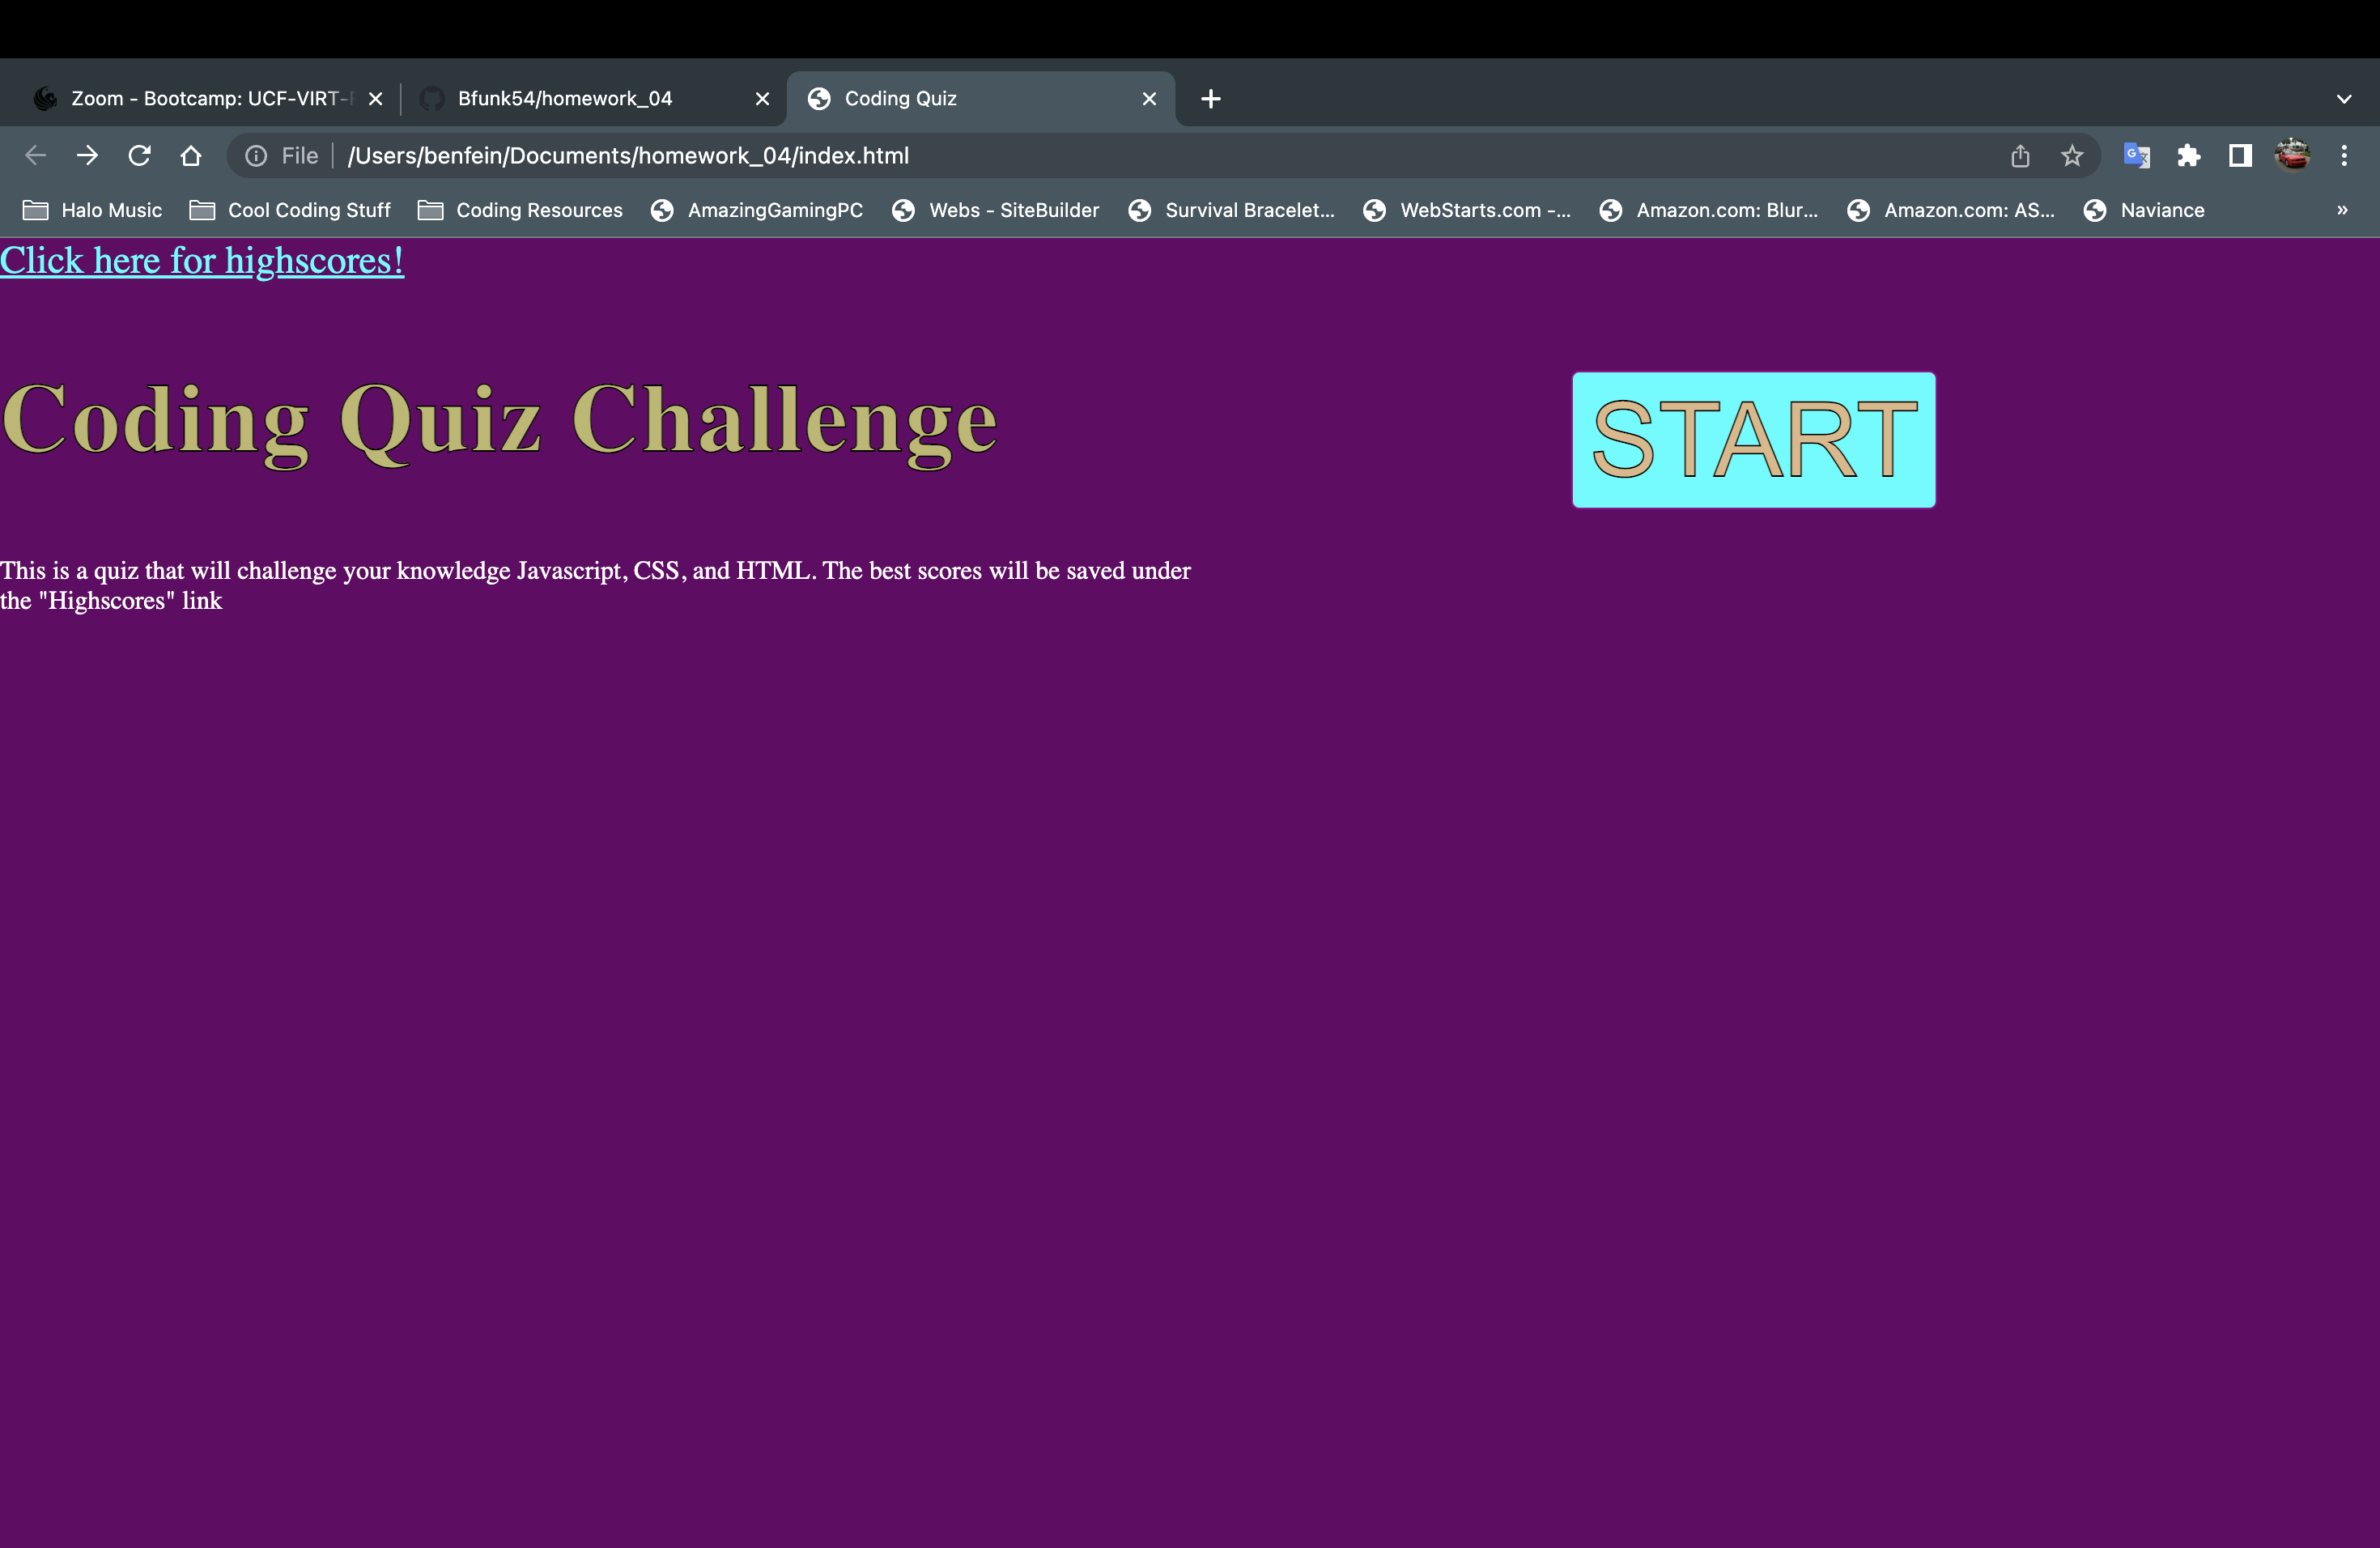 Zoom - Bootcamp: UCF-VIRT-
Bfunk54/homework_04
Coding Quiz
File
/Users/benfein/Documents/homework_04/index.html
Halo Music
Cool Coding Stuff
Coding Resources
AmazingGamingPC
Webs - SiteBuilder
Survival Bracelet...
WebStarts.com -...
Amazon.com: Blur...
Amazon.com: AS...
Naviance
»
Click here for highscores!
Coding Quiz Challenge
START
This is a quiz that will challenge your knowledge Javascript, CSS, and HTML. The best scores will be saved under
the "Highscores" link